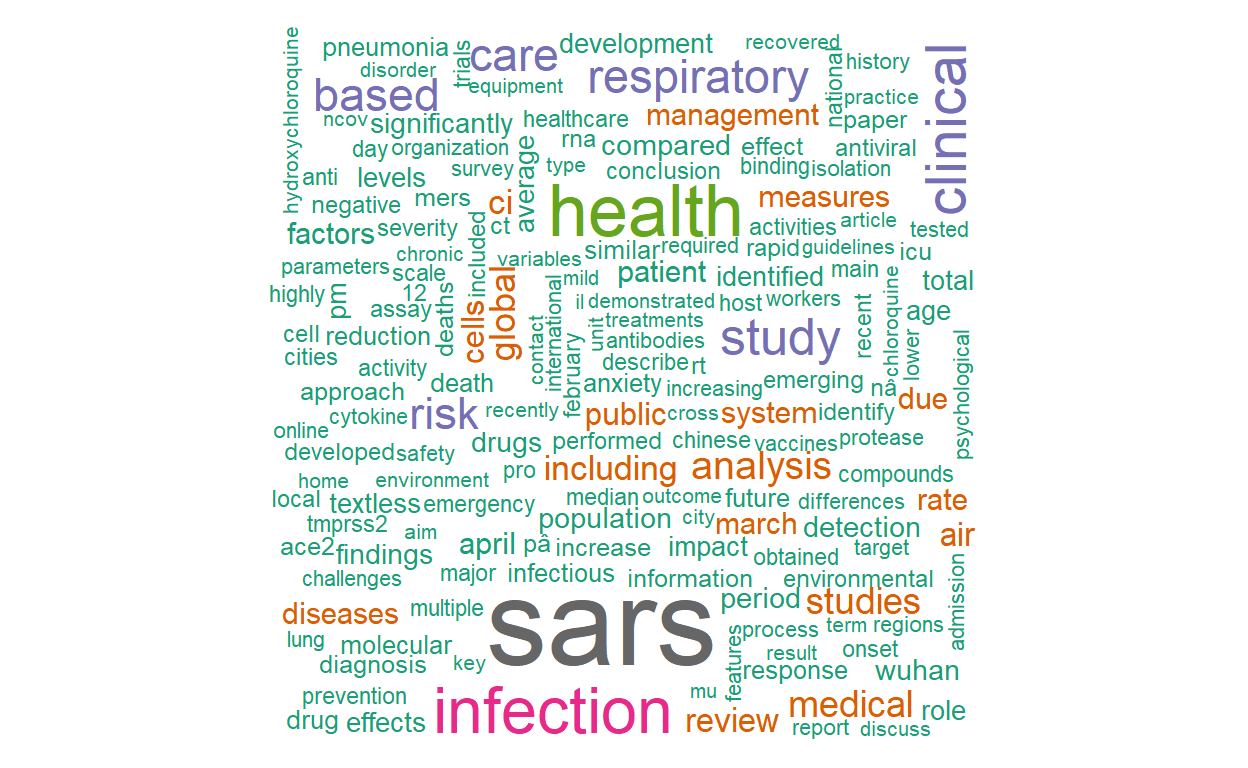 hydroxychloroquine
pneumonia
disorder
trials
care
development
recovered
equipment
respiratory
national
history
clinical
based
practice
ncov
significantly
healthcare
management
paper
day
organization
rna
compared
effect
antiviral
anti
levels
survey
average
type
conclusion
binding
isolation
negative
mers
ci
health
measures
factors
severity
included
ct
activities
article
tested
chronic
variables
similar
required
rapid
guidelines
icu
parameters
scale
global
mild
patient
identified
main
total
highly
pm
12
assay
deaths
cells
international
il
demonstrated
host
workers
recent
chloroquine
age
cell
reduction
contact
unit
treatments
study
lower
psychological
cities
antibodies
activity
describe
rt
approach
death
february
anxiety
increasing
emerging
nâ
due
cytokine
risk
recently
public
cross
system
identify
online
developed
safety
drugs
performed
chinese
vaccines
protease
home
environment
pro
including
analysis
compounds
local
textless
emergency
median
outcome
future
differences
rate
tmprss2
aim
population
city
march
detection
air
ace2
findings
april
pâ
increase
impact
obtained
target
challenges
major
infectious
information
environmental
admission
diseases
multiple
sars
period
studies
lung
molecular
features
process
term
regions
diagnosis
key
result
onset
response
wuhan
prevention
infection
mu
medical
drug
effects
review
role
report
discuss